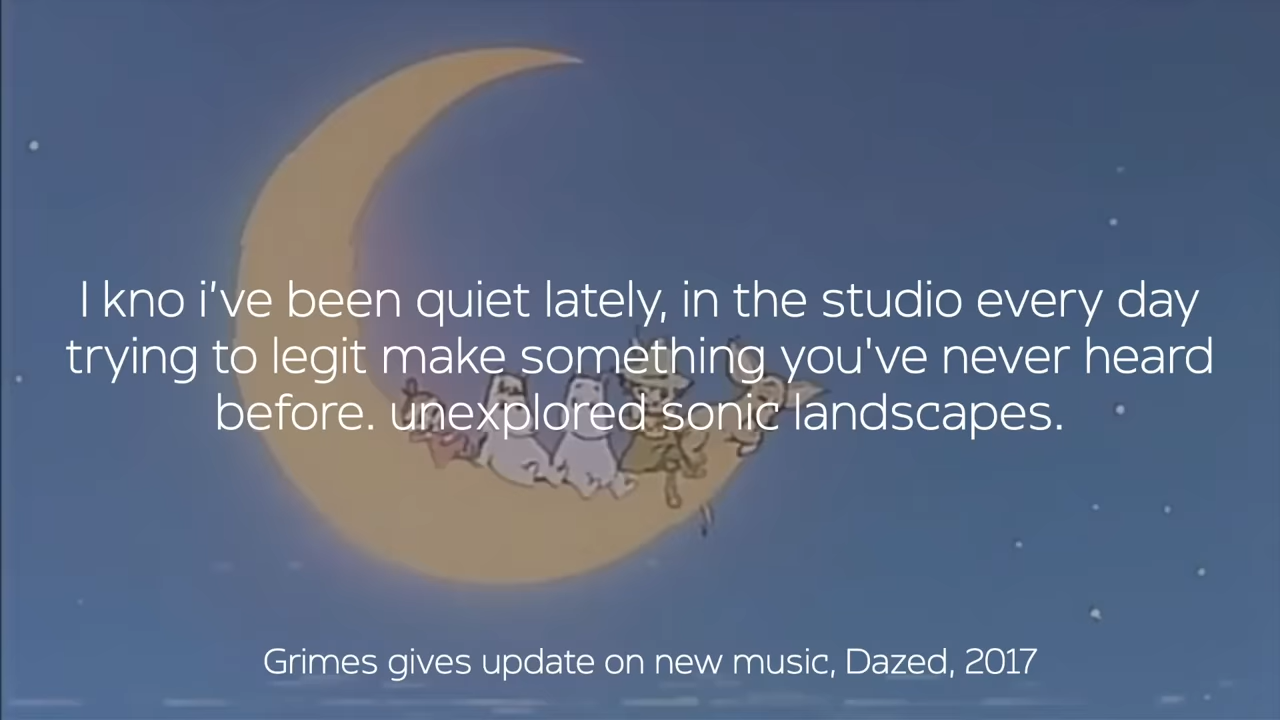 I kno i've been quiet lately, in the studio every day
trying to legit make something you've never heard
before. unexplored sonic landscapes.
Grimes gives update on new music, Dazed, 2017